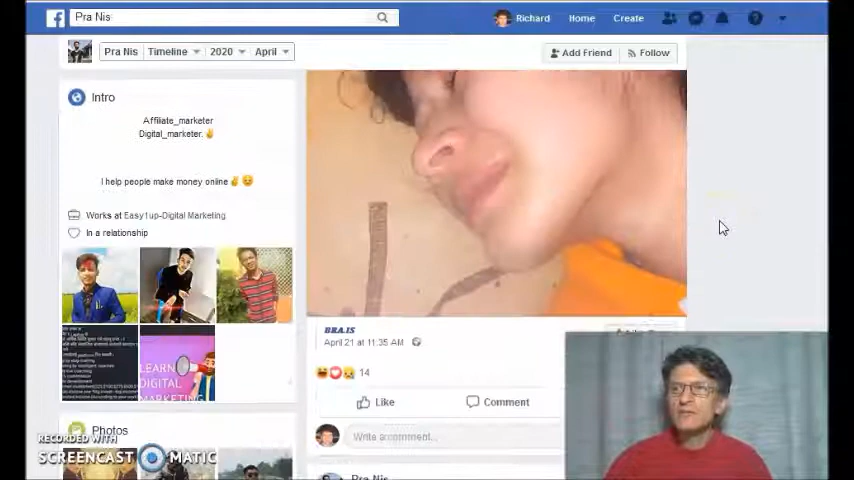 Pra Nis
Richard
Home
Create
Pra Nis
Timeline
2020
April
Add Friend
Follow
Intro
Affiliate_marketer
Digital_marketer.✌
I help people make money online✌😊
Works at Easy1up-Digital Marketing
In a relationship
LEARN
DIGITAL
MARKETING
BRA.IS
April 21 at 11:35 AM
14
Like
Comment
Write a comment...
Photos
Pra Nis
RECORDED WITH
SCREENCAST MATIC